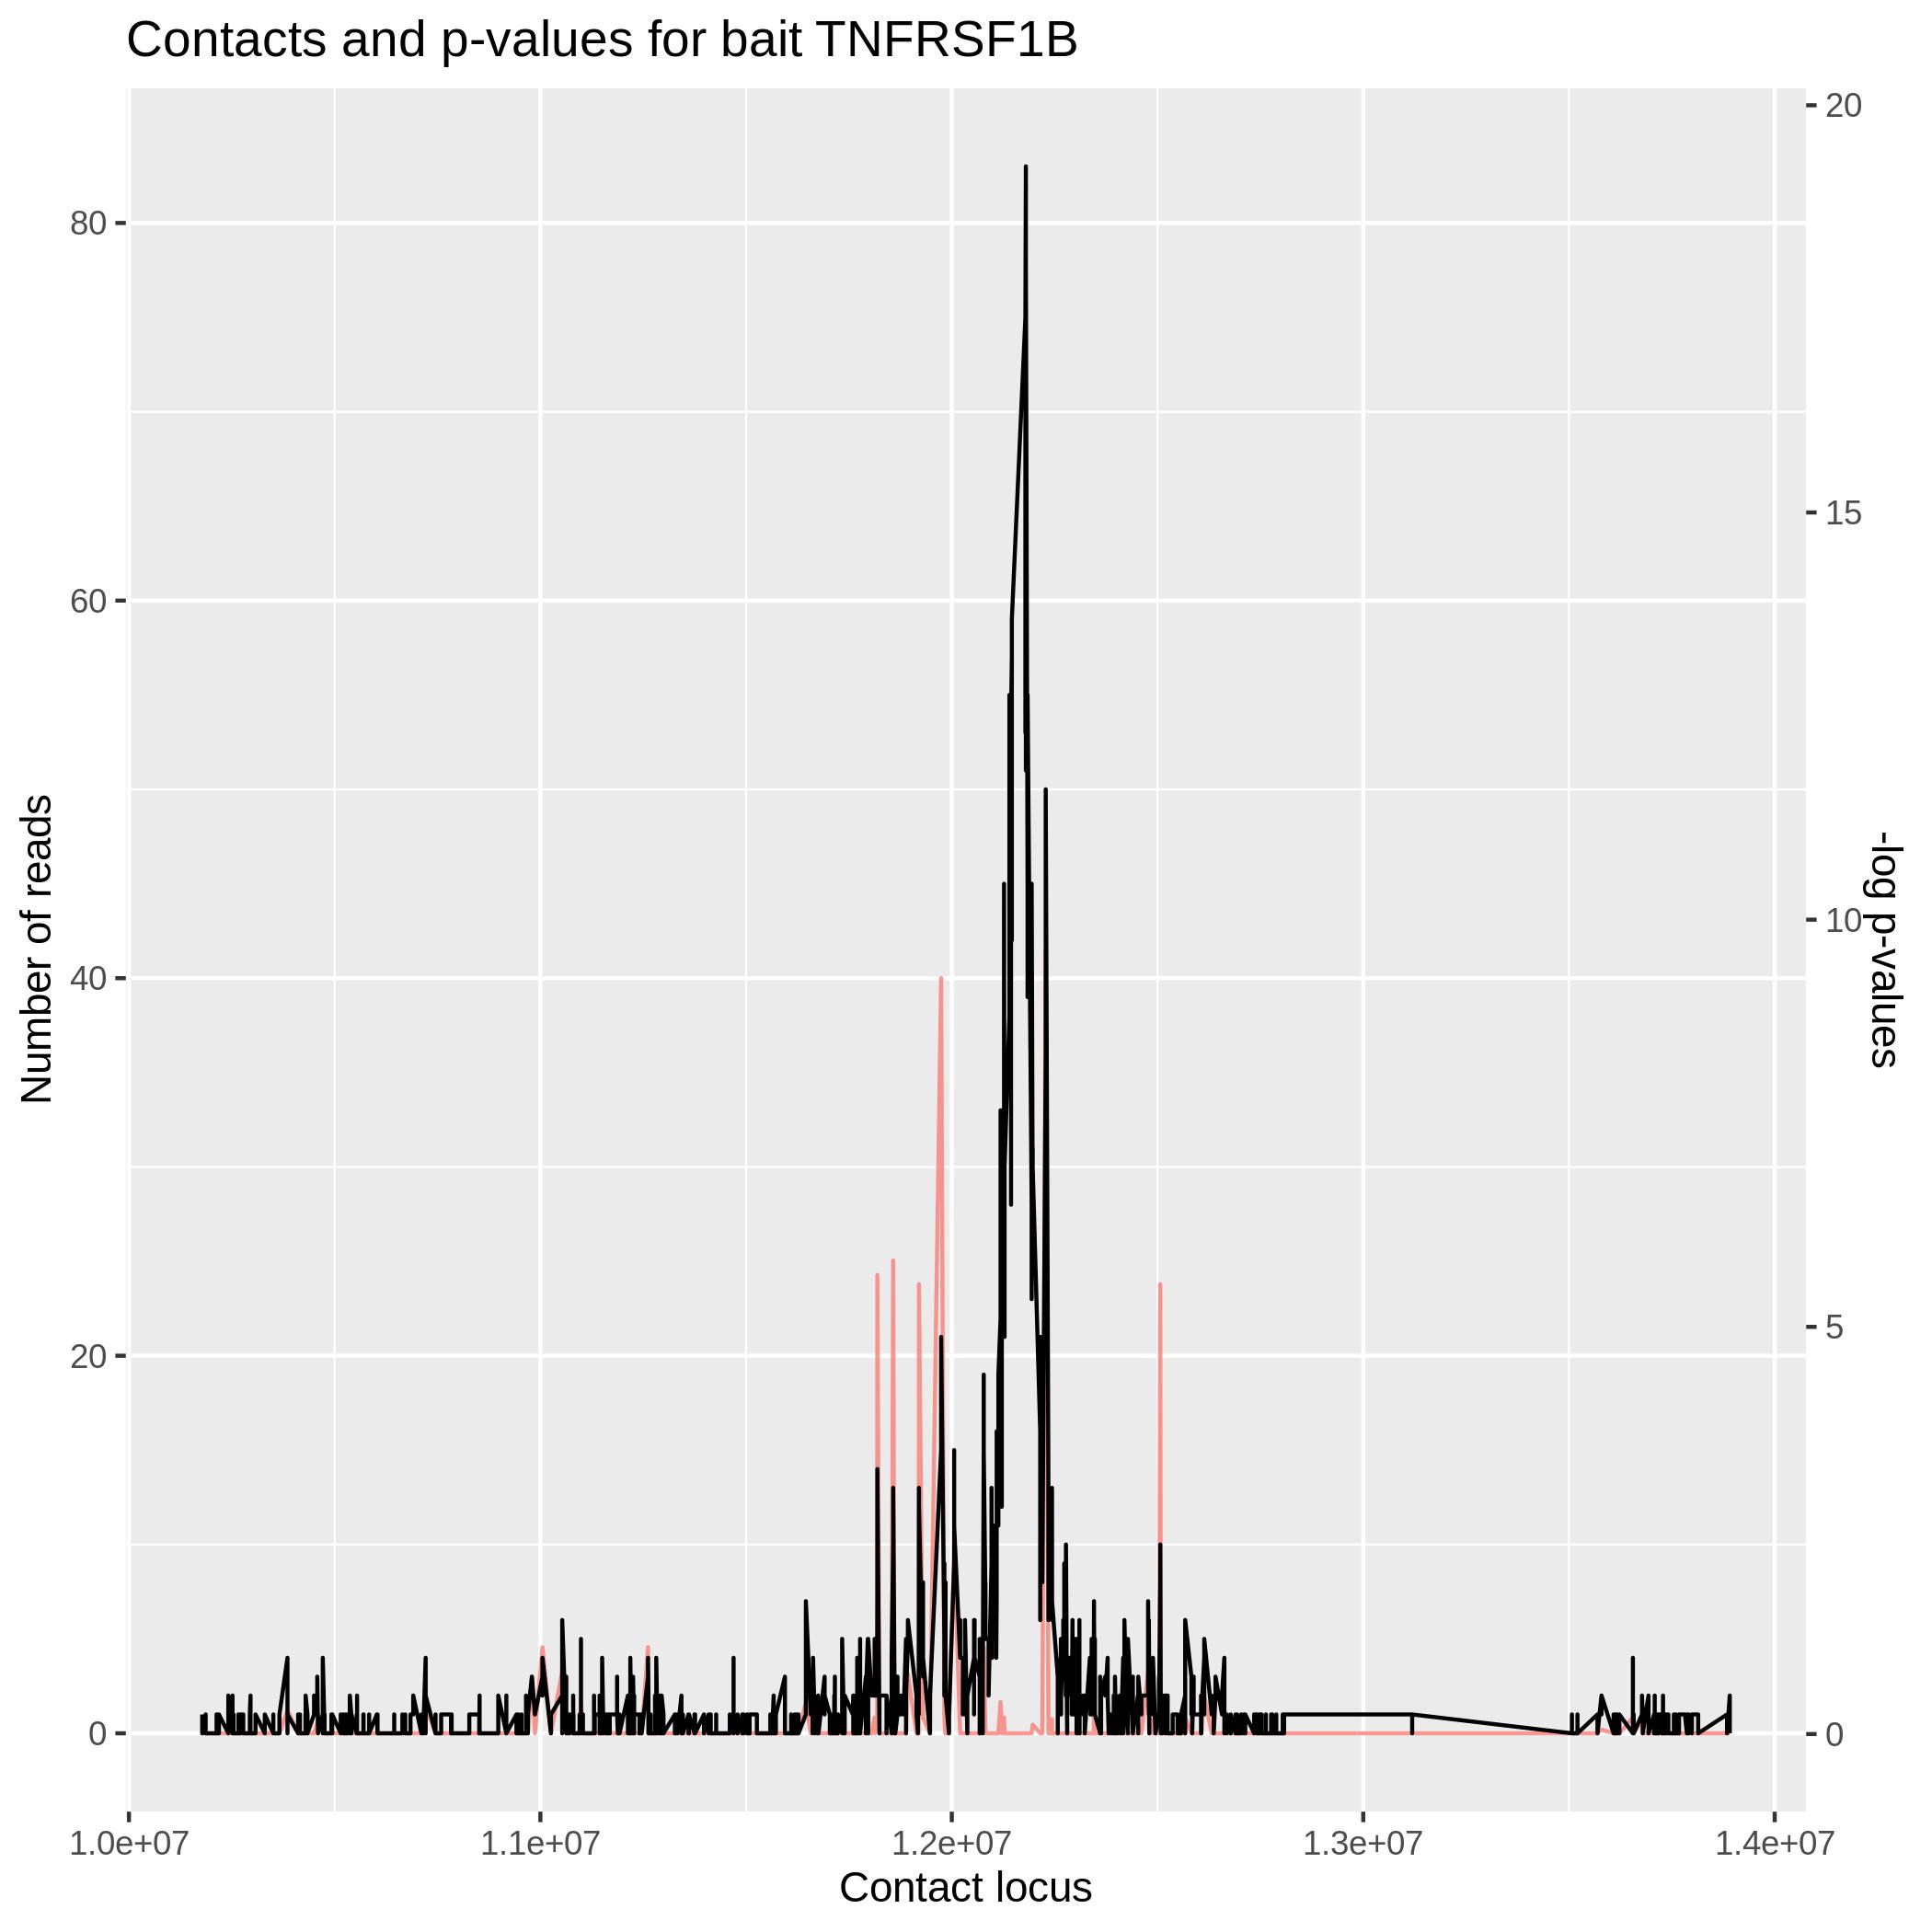 Contacts and p-values for bait TNFRSF1B
Number of reads
80
60
40
20
0
20
15
10
5
0
-log p-values
1.0e+07
1.1e+07
1.2e+07
1.3e+07
1.4e+07
Contact locus